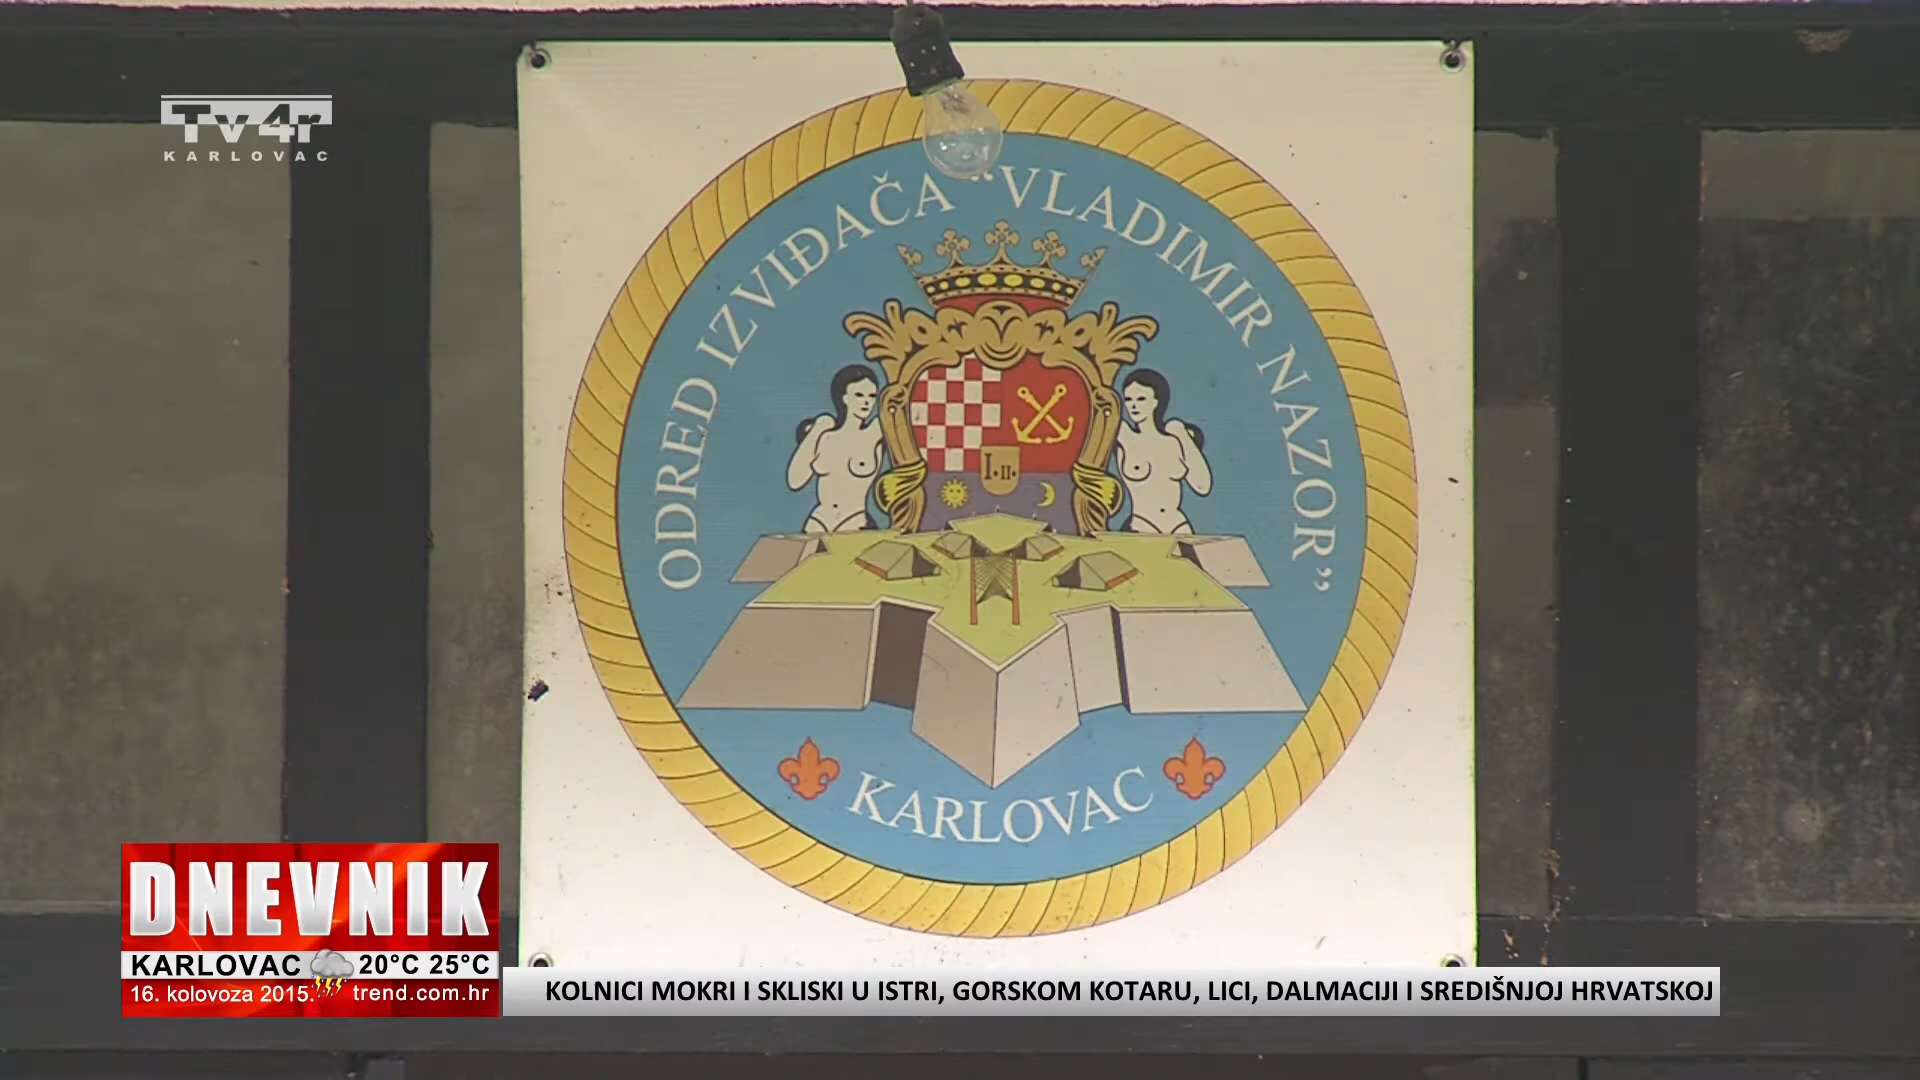 Tv4r
KARLOVAC
ODRED IZVIĐAČA “VLADIMIR NAZOR”
I.II.
KARLOVAC
DNEVNIK
KARLOVAC 20°C 25°C
16. kolovoza 2015. trend.com.hr
KOLNICI MOKRI I SKLISKI U ISTRI, GORSKOM KOTARU, LICI, DALMACIJI I SREDIŠNJOJ HRVATSKOJ